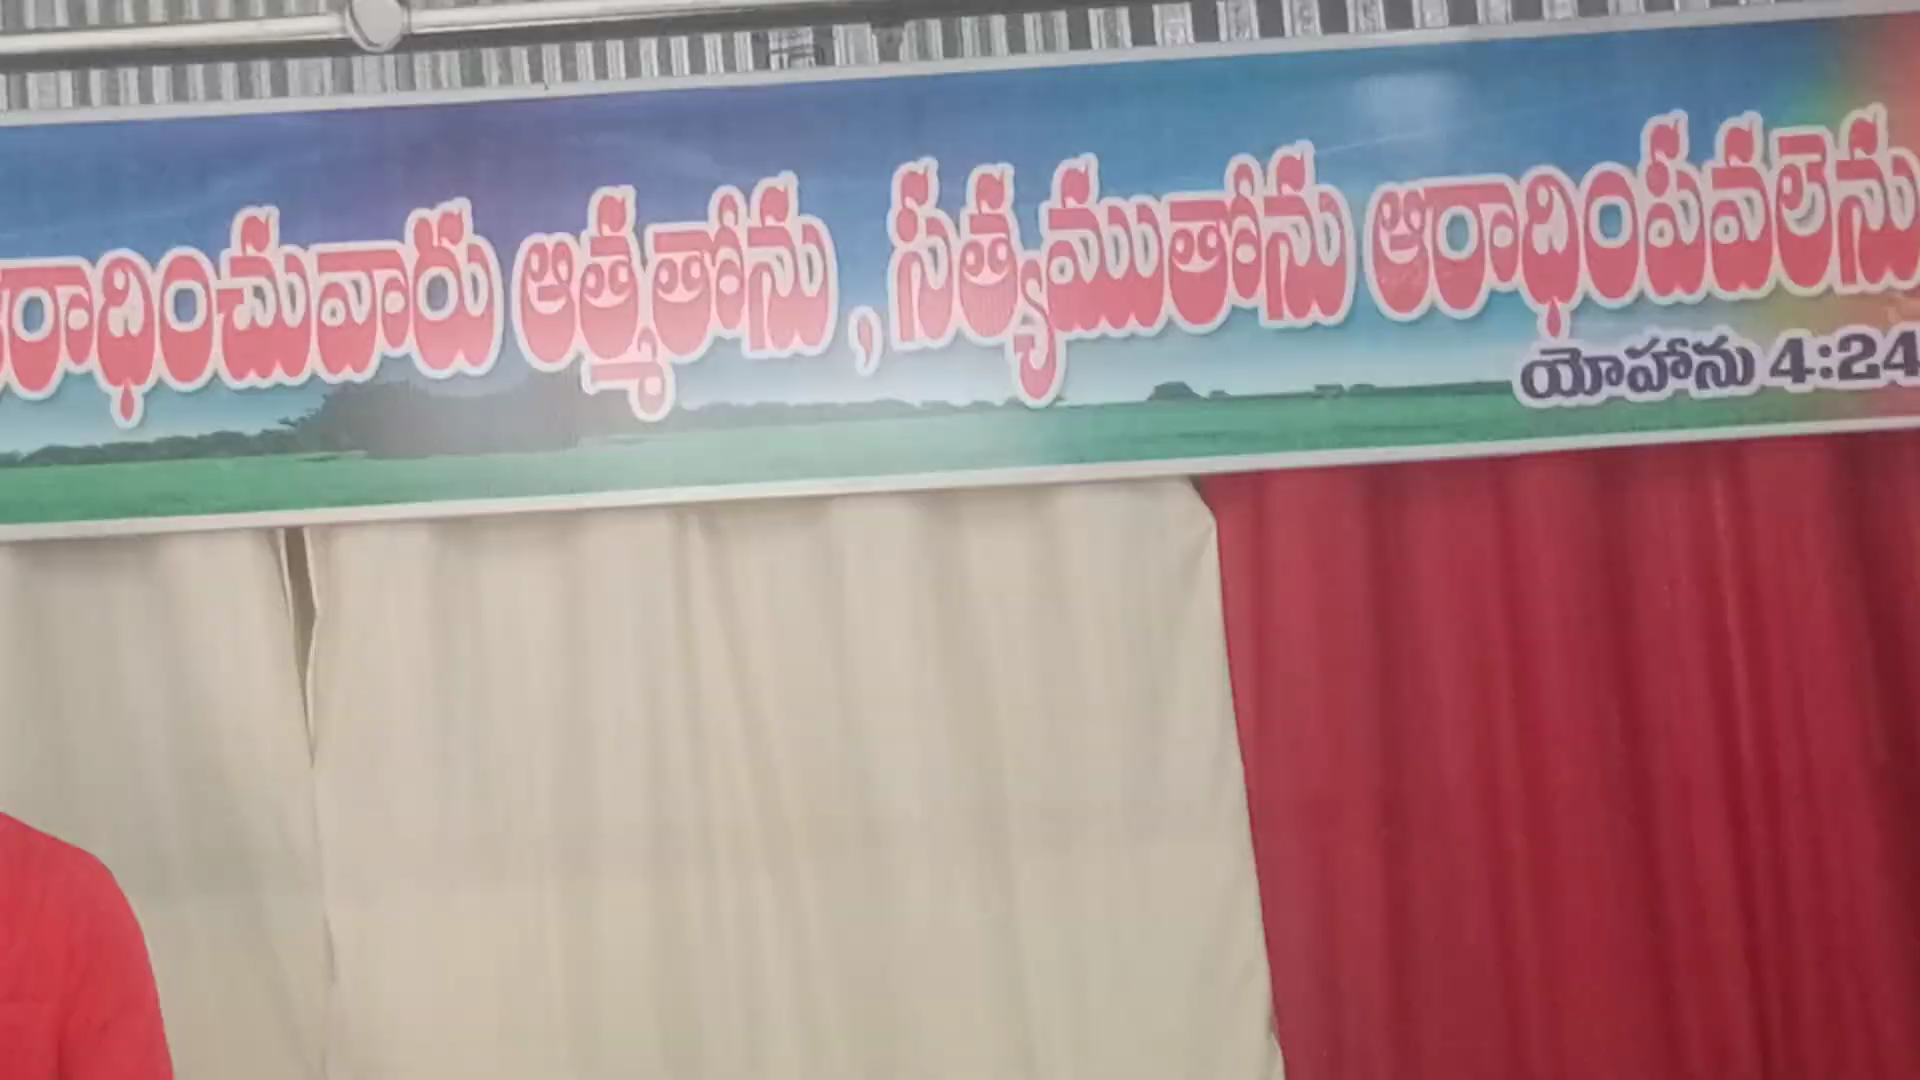 ఆరాధించువారు ఆత్మతోను , సత్యముతోను ఆరాధింపవలెను
యోహాను 4:24